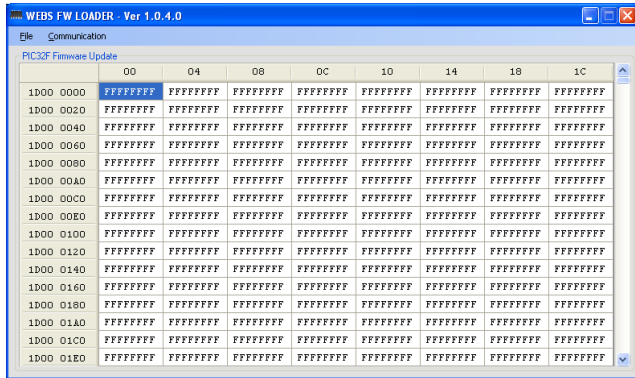 WEBS FW LOADER - Ver 1.0.4.0
File Communication
PIC32F Firmware Update
00 04 08 0C 10 14 18 1C
1D00 0000 FFFFFFFF FFFFFFFF FFFFFFFF FFFFFFFF FFFFFFFF FFFFFFFF FFFFFFFF FFFFFFFF
1D00 0020 FFFFFFFF FFFFFFFF FFFFFFFF FFFFFFFF FFFFFFFF FFFFFFFF FFFFFFFF FFFFFFFF
1D00 0040 FFFFFFFF FFFFFFFF FFFFFFFF FFFFFFFF FFFFFFFF FFFFFFFF FFFFFFFF FFFFFFFF
1D00 0060 FFFFFFFF FFFFFFFF FFFFFFFF FFFFFFFF FFFFFFFF FFFFFFFF FFFFFFFF FFFFFFFF
1D00 0080 FFFFFFFF FFFFFFFF FFFFFFFF FFFFFFFF FFFFFFFF FFFFFFFF FFFFFFFF FFFFFFFF
1D00 00A0 FFFFFFFF FFFFFFFF FFFFFFFF FFFFFFFF FFFFFFFF FFFFFFFF FFFFFFFF FFFFFFFF
1D00 00C0 FFFFFFFF FFFFFFFF FFFFFFFF FFFFFFFF FFFFFFFF FFFFFFFF FFFFFFFF FFFFFFFF
1D00 00E0 FFFFFFFF FFFFFFFF FFFFFFFF FFFFFFFF FFFFFFFF FFFFFFFF FFFFFFFF FFFFFFFF
1D00 0100 FFFFFFFF FFFFFFFF FFFFFFFF FFFFFFFF FFFFFFFF FFFFFFFF FFFFFFFF FFFFFFFF
1D00 0120 FFFFFFFF FFFFFFFF FFFFFFFF FFFFFFFF FFFFFFFF FFFFFFFF FFFFFFFF FFFFFFFF
1D00 0140 FFFFFFFF FFFFFFFF FFFFFFFF FFFFFFFF FFFFFFFF FFFFFFFF FFFFFFFF FFFFFFFF
1D00 0160 FFFFFFFF FFFFFFFF FFFFFFFF FFFFFFFF FFFFFFFF FFFFFFFF FFFFFFFF FFFFFFFF
1D00 0180 FFFFFFFF FFFFFFFF FFFFFFFF FFFFFFFF FFFFFFFF FFFFFFFF FFFFFFFF FFFFFFFF
1D00 01A0 FFFFFFFF FFFFFFFF FFFFFFFF FFFFFFFF FFFFFFFF FFFFFFFF FFFFFFFF FFFFFFFF
1D00 01C0 FFFFFFFF FFFFFFFF FFFFFFFF FFFFFFFF FFFFFFFF FFFFFFFF FFFFFFFF FFFFFFFF
1D00 01E0 FFFFFFFF FFFFFFFF FFFFFFFF FFFFFFFF FFFFFFFF FFFFFFFF FFFFFFFF FFFFFFFF